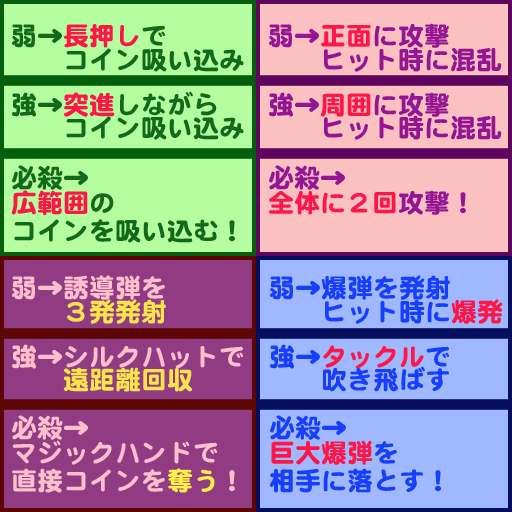 弱→長押しで
コイン吸い込み
強→突進しながら
コイン吸い込み
必殺→
広範囲の
コインを吸い込む！
弱→正面に攻撃
ヒット時に混乱
強→周囲に攻撃
ヒット時に混乱
必殺→
全体に２回攻撃！
弱→誘導弾を
３発発射
強→シルクハットで
遠距離回収
必殺→
マジックハンドで
直接コインを奪う！
弱→爆弾を発射
ヒット時に爆発
強→タックルで
吹き飛ばす
必殺→
巨大爆弾を
相手に落とす！